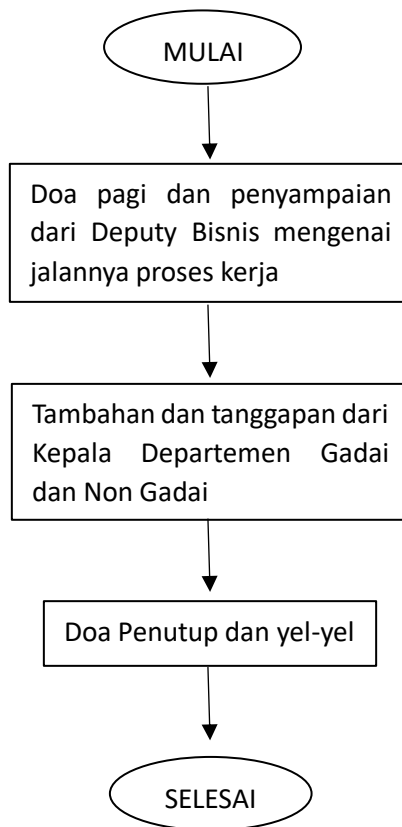 MULAI
Doa pagi dan penyampaian
dari Deputy Bisnis mengenai
jalannya proses kerja
Tambahan dan tanggapan dari
Kepala Departemen Gadai
dan Non Gadai
Doa Penutup dan yel-yel
SELESAI